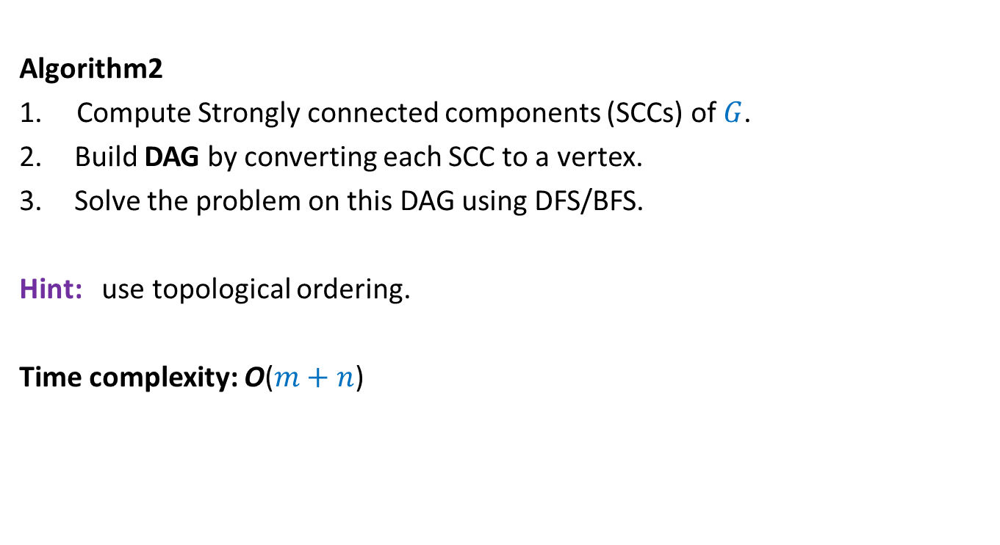 Algorithm2
1. Compute Strongly connected components (SCCs) of G.
2. Build DAG by converting each SCC to a vertex.
3. Solve the problem on this DAG using DFS/BFS.
Hint: use topological ordering.
Time complexity: O(m + n)